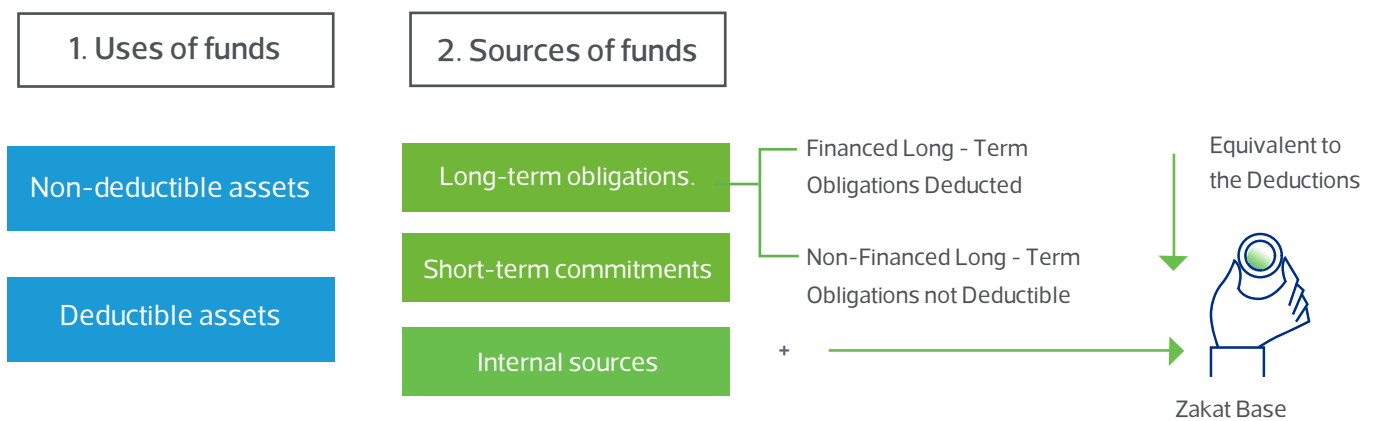 1. Uses of funds
2. Sources of funds
Non-deductible assets
Deductible assets
Long-term obligations.
Short-term commitments
Internal sources
Financed Long - Term
Obligations Deducted
Non-Financed Long - Term
Obligations not Deductible
+
Equivalent to
the Deductions
Zakat Base